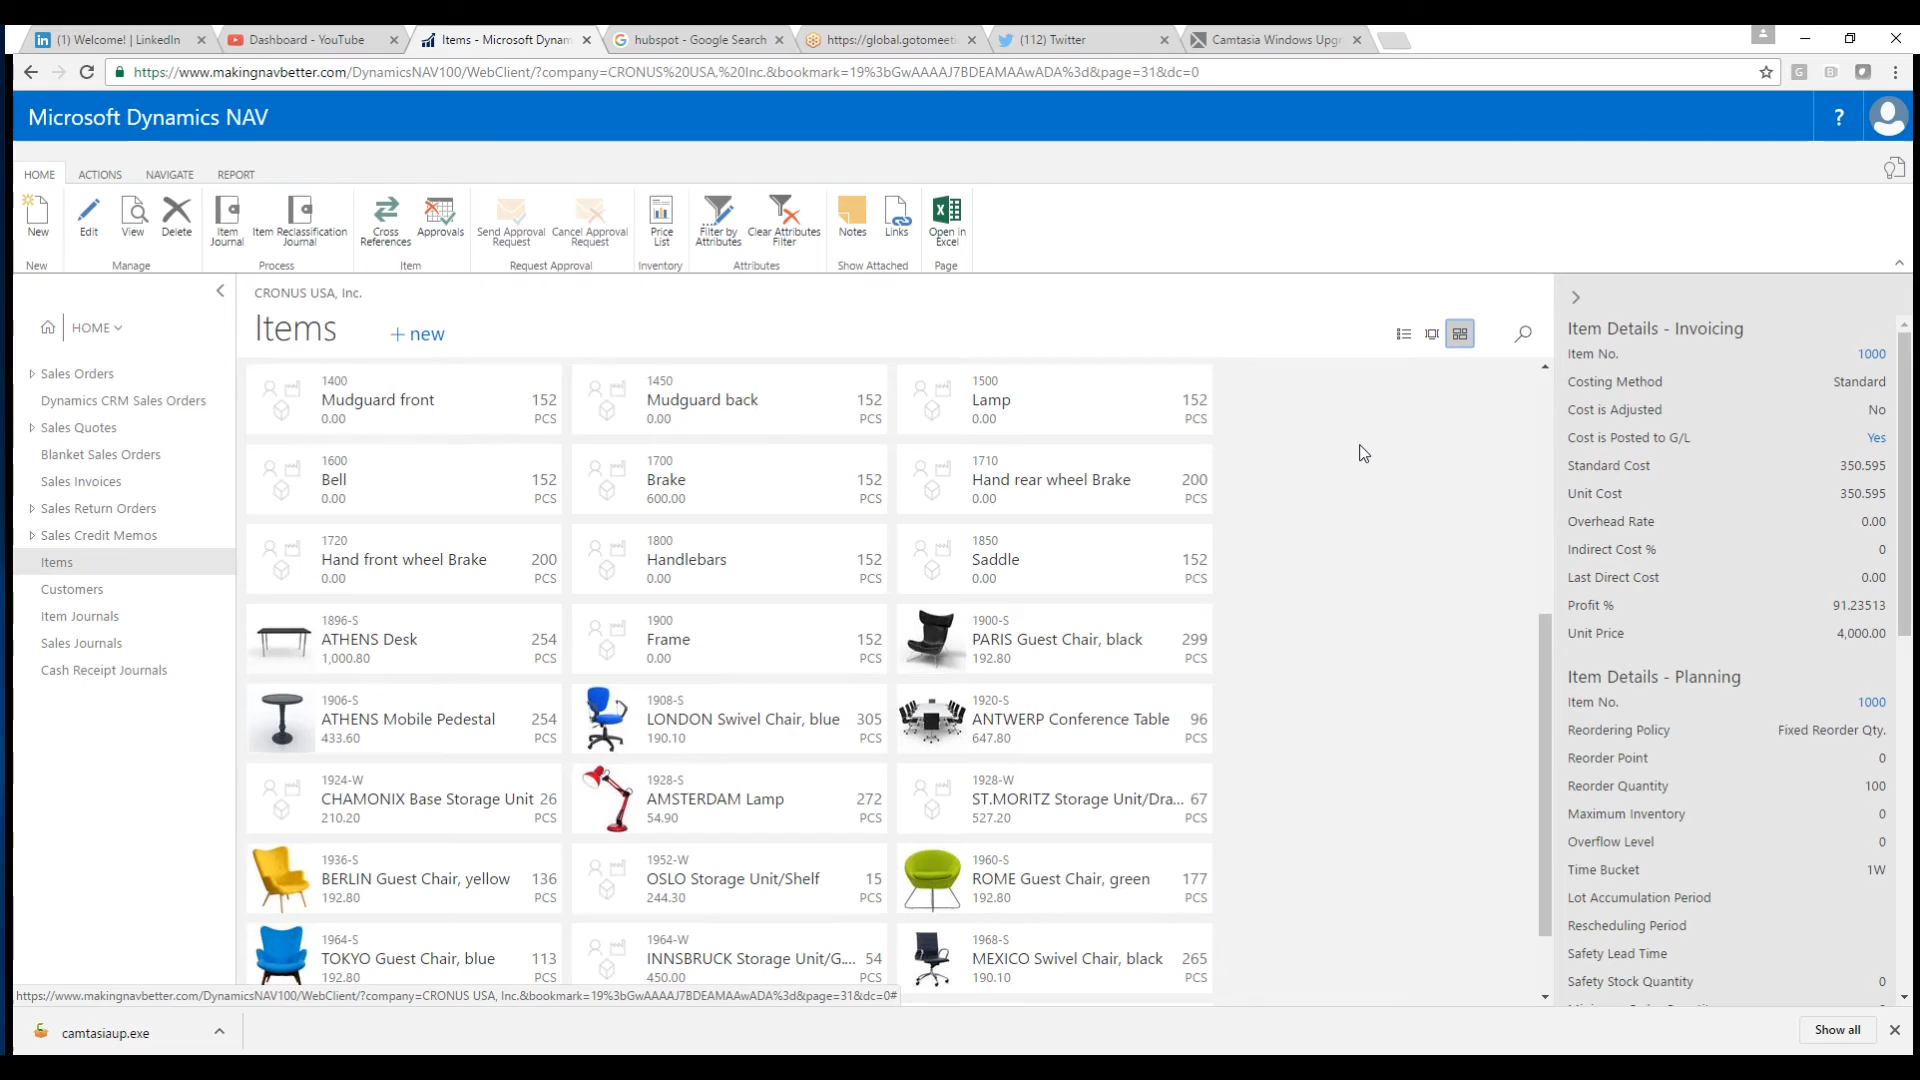 (1) Welcome! | LinkedIn
Dashboard - YouTube
Items - Microsoft Dynam
hubspot - Google Search
https://global.gotomeeti
(112) Twitter
Camtasia Windows Upgr
https://www.makingnavbetter.com/DynamicsNAV100/WebClient/?company=CRONUS%20USA,%20Inc.&bookmark=19%3bGwAAAAJ7BDEAMAAwADA%3d&page=31&dc=0
Microsoft Dynamics NAV
?
HOME ACTIONS NAVIGATE REPORT
New
Edit
View
Delete
Item Journal
Item Reclassification Journal
Cross References
Approvals
Send Approval Request
Cancel Approval Request
Price List
Filter by Attributes
Clear Attributes Filter
Notes
Links
Open in Excel
New
Manage
Process
Item
Request Approval
Inventory
Attributes
Show Attached
Page
HOME
Sales Orders
Dynamics CRM Sales Orders
Sales Quotes
Blanket Sales Orders
Sales Invoices
Sales Return Orders
Sales Credit Memos
Items
Customers
Item Journals
Sales Journals
Cash Receipt Journals
CRONUS USA, Inc.
Items
+ new
1400
Mudguard front 152
0.00 PCS
1450
Mudguard back 152
0.00 PCS
1500
Lamp 152
0.00 PCS
1600
Bell 152
0.00 PCS
1700
Brake 152
600.00 PCS
1710
Hand rear wheel Brake 200
0.00 PCS
1720
Hand front wheel Brake 200
0.00 PCS
1800
Handlebars 152
0.00 PCS
1850
Saddle 152
0.00 PCS
1896-S
ATHENS Desk 254
1,000.80 PCS
1900
Frame 152
0.00 PCS
1900-S
PARIS Guest Chair, black 299
192.80 PCS
1906-S
ATHENS Mobile Pedestal 254
433.60 PCS
1908-S
LONDON Swivel Chair, blue 305
190.10 PCS
1920-S
ANTWERP Conference Table 96
647.80 PCS
1924-W
CHAMONIX Base Storage Unit 26
210.20 PCS
1928-S
AMSTERDAM Lamp 272
54.90 PCS
1928-W
ST.MORITZ Storage Unit/Dra... 67
527.20 PCS
1936-S
BERLIN Guest Chair, yellow 136
192.80 PCS
1952-W
OSLO Storage Unit/Shelf 15
244.30 PCS
1960-S
ROME Guest Chair, green 177
192.80 PCS
1964-S
TOKYO Guest Chair, blue 113
192.80 PCS
1964-W
INNSBRUCK Storage Unit/G.... 54
450.00 PCS
1968-S
MEXICO Swivel Chair, black 265
190.10 PCS
Item Details - Invoicing
Item No. 1000
Costing Method Standard
Cost is Adjusted No
Cost is Posted to G/L Yes
Standard Cost 350.595
Unit Cost 350.595
Overhead Rate 0.00
Indirect Cost % 0
Last Direct Cost 0.00
Profit % 91.23513
Unit Price 4,000.00
Item Details - Planning
Item No. 1000
Reordering Policy Fixed Reorder Qty.
Reorder Point 0
Reorder Quantity 100
Maximum Inventory 0
Overflow Level 0
Time Bucket 1W
Lot Accumulation Period
Rescheduling Period
Safety Lead Time
Safety Stock Quantity 0
https://www.makingnavbetter.com/DynamicsNAV100/WebClient/?company=CRONUS USA, Inc.&bookmark=19%3bGwAAAAJ7BDEAMAAwADA%3d&page=31&dc=0#
camtasiaup.exe
Show all